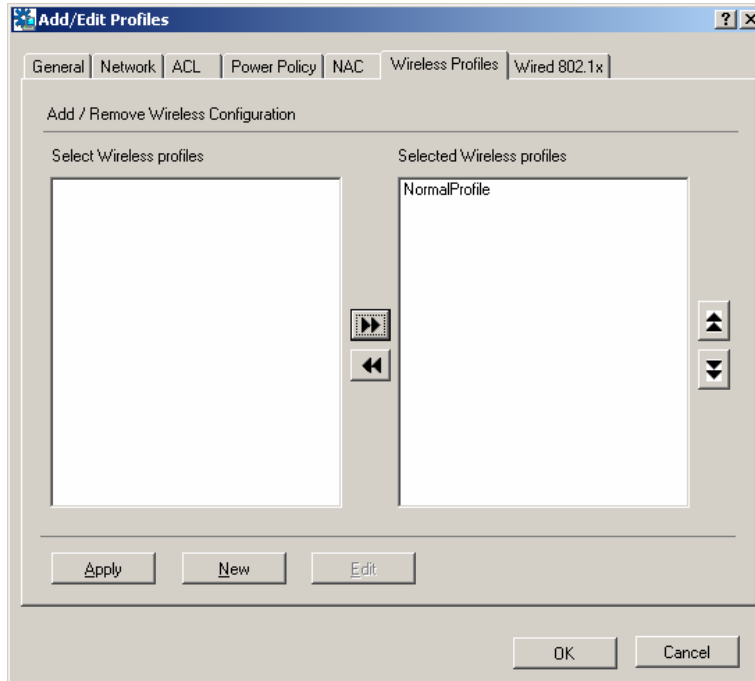 Add/Edit Profiles
General Network ACL Power Policy NAC Wireless Profiles Wired 802.1x
Add / Remove Wireless Configuration
Select Wireless profiles Selected Wireless profiles
NormalProfile
Apply New Edit
OK Cancel